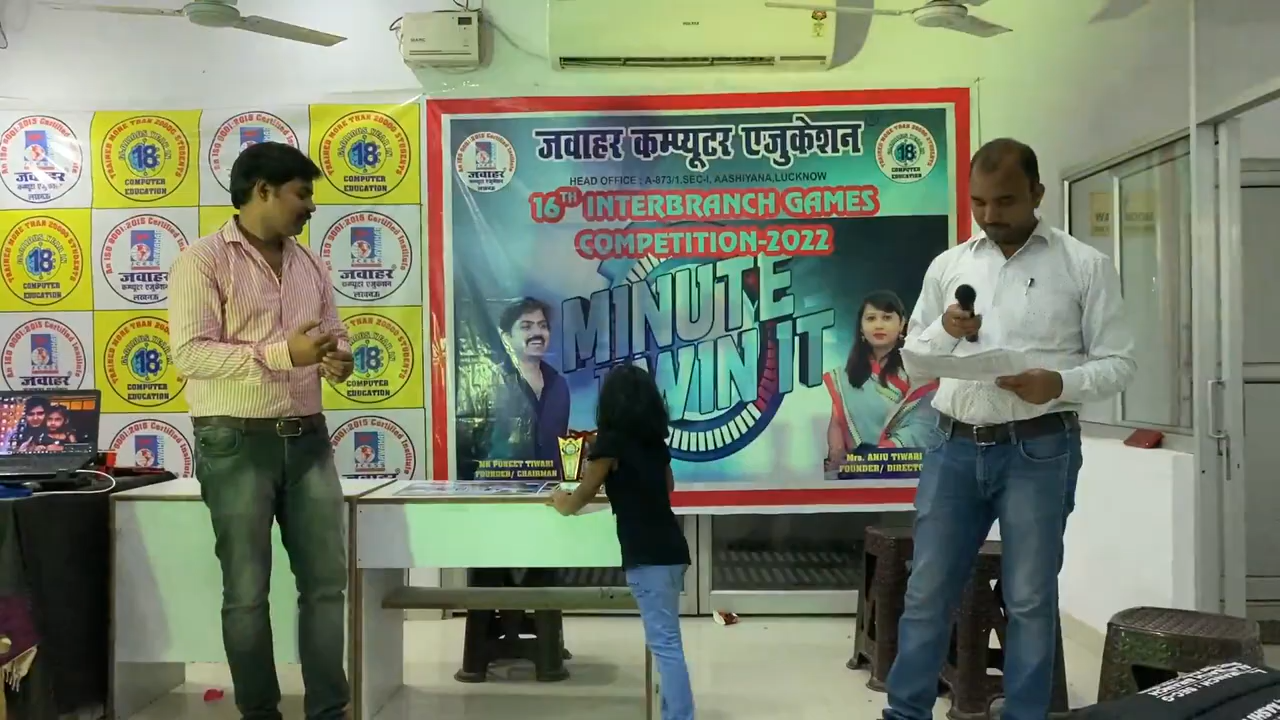 जवाहर कम्प्यूटर एजुकेशन
HEAD OFFICE : A-873/1,SEC-I, AASHIYANA,LUCKNOW
16TH INTERBRANCH GAMES
COMPETITION-2022
MINUTE
WIN IT
MR PUNEET TIWARI
FOUNDER/ CHAIRMAN
Mrs. ANJU TIWARI
FOUNDER/ DIRECTO
AN ISO 9001:2015 Certified Institute
जवाहर
कम्प्यूटर एजुकेशन
लखनऊ
TRAINED MORE THAN 20000 STUDENTS
18
COMPUTER
EDUCATION